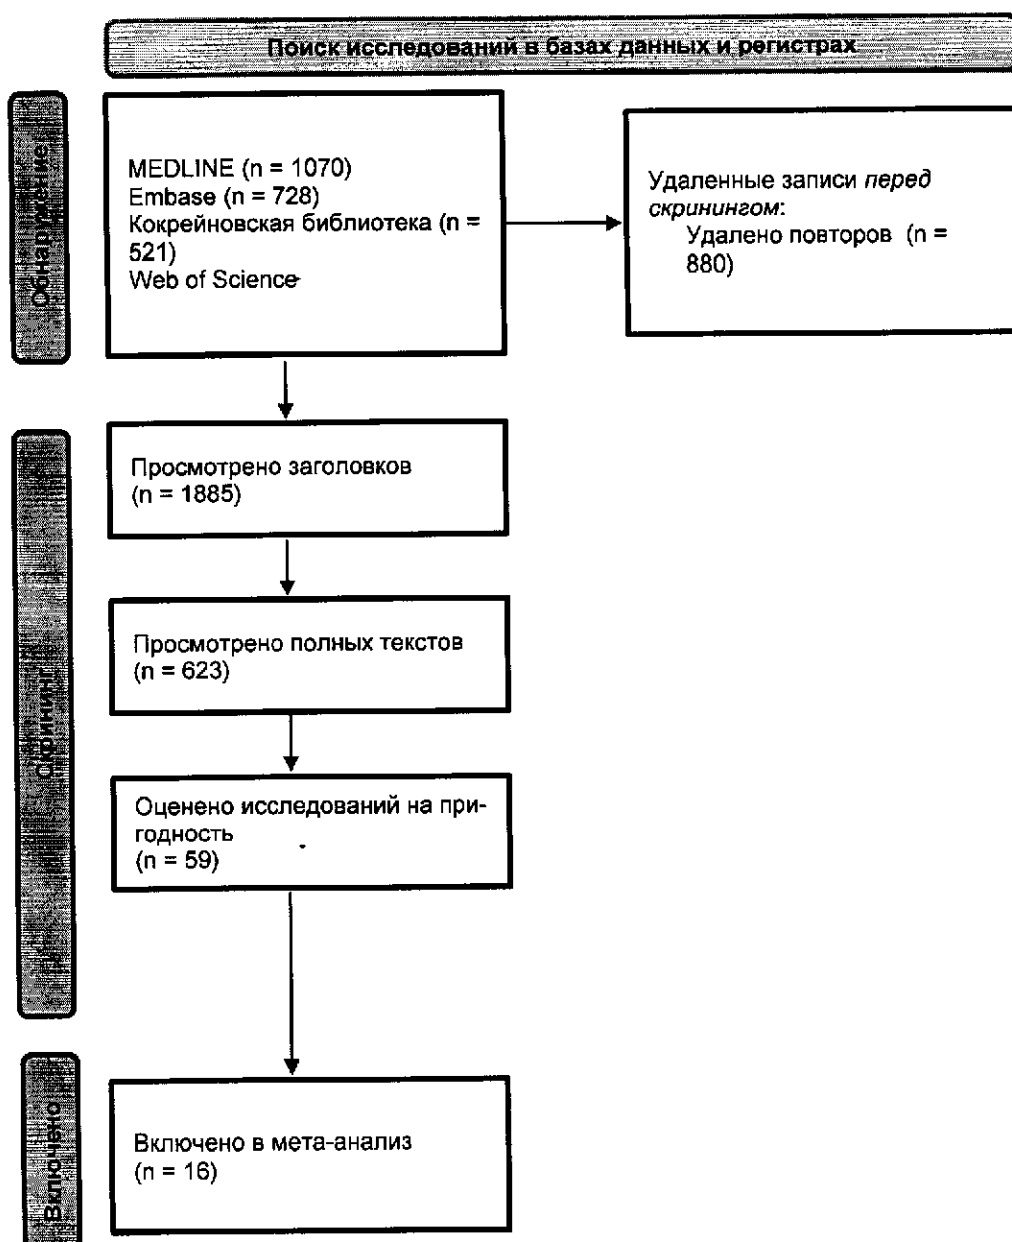 Поиск исследований в базах данных и регистрах
Обнаружение
MEDLINE (n = 1070)
Embase (n = 728)
Кокрейновская библиотека (n =
521)
Web of Science
Удаленные записи перед
скринингом:
Удалено повторов (n =
880)
Скрининг
Просмотрено заголовков
(n = 1885)
Просмотрено полных текстов
(n = 623)
Оценено исследований на при-
годность
(n = 59)
Включено
Включено в мета-анализ
(n = 16)